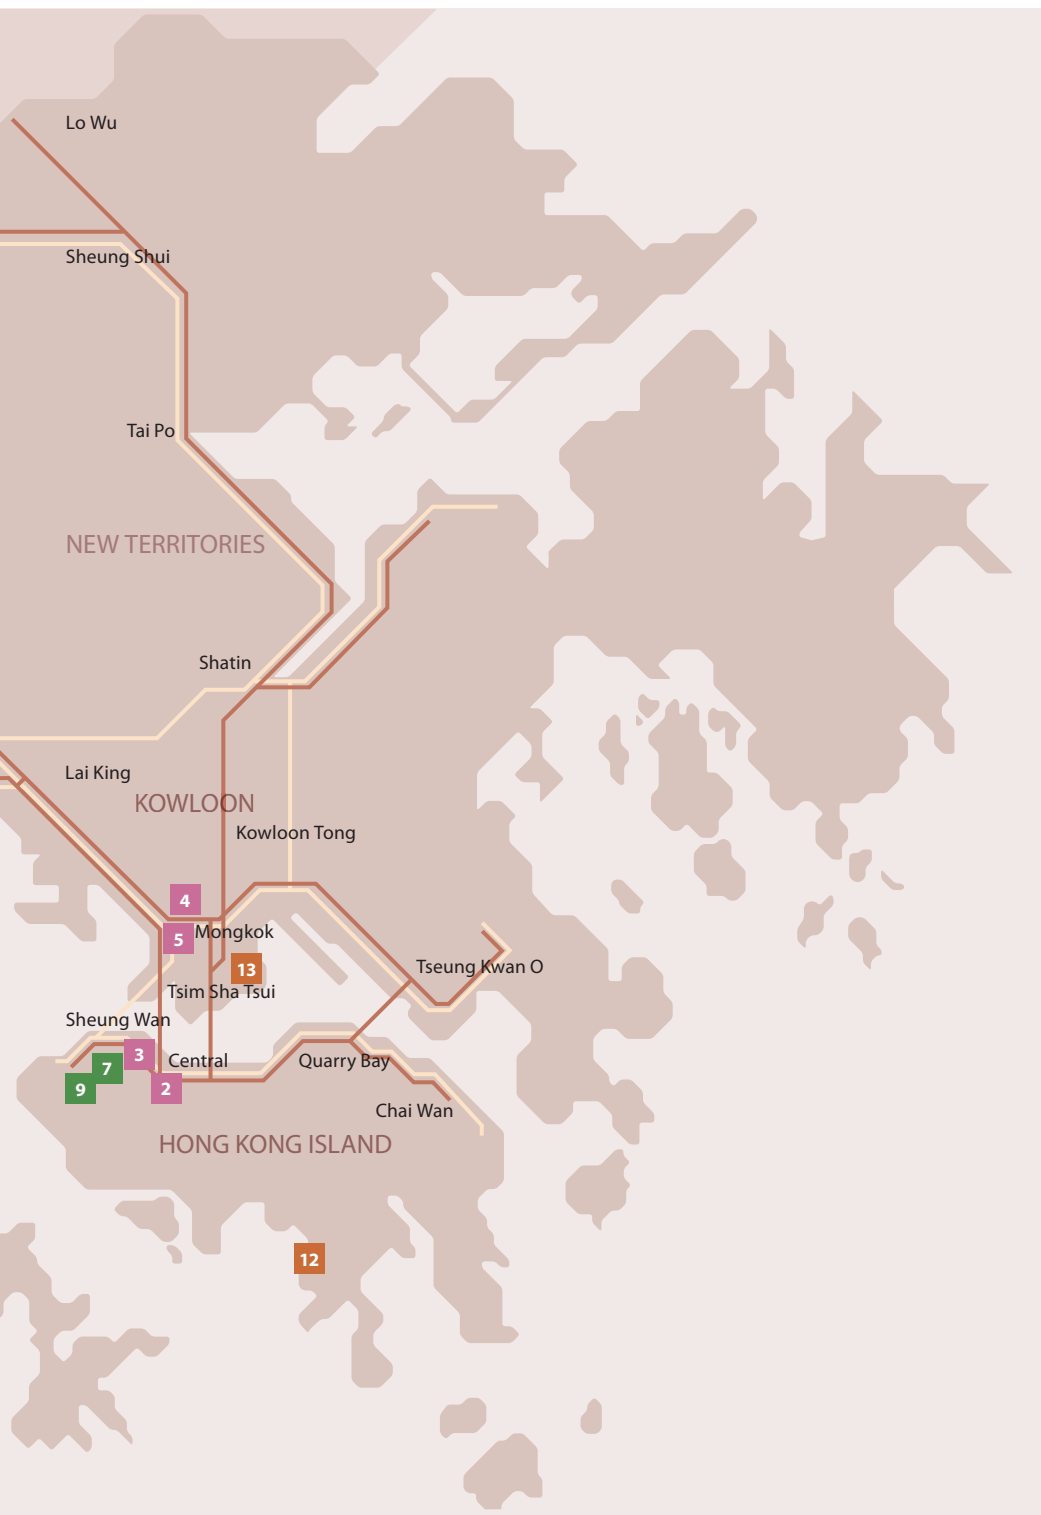 Lo Wu
Sheung Shui
Tai Po
NEW TERRITORIES
Shatin
Lai King
KOWLOON
Kowloon Tong
4
5
Mongkok
13
Tseung Kwan O
Tsim Sha Tsui
Sheung Wan
3
Central
Quarry Bay
7
9
2
Chai Wan
HONG KONG ISLAND
12